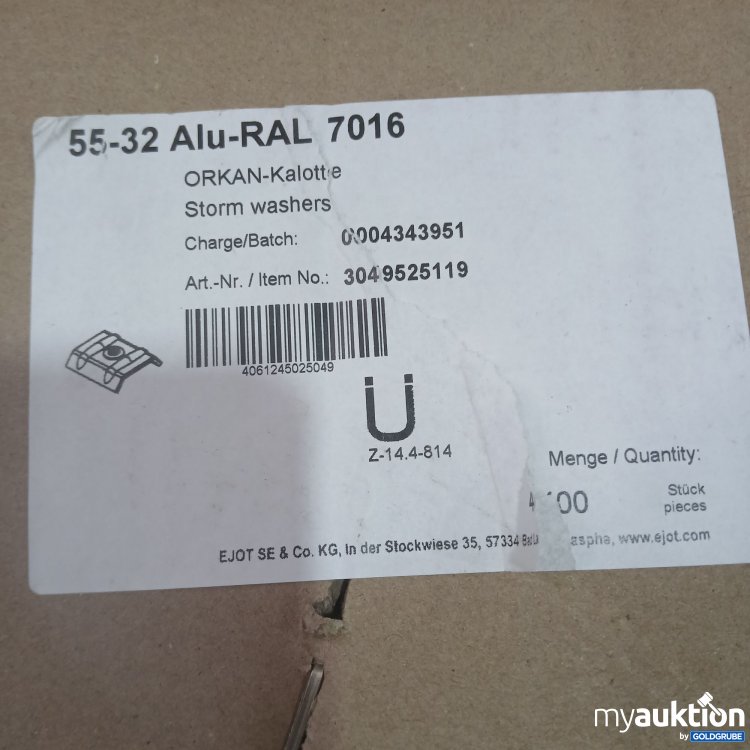 55-32 Alu-RAL 7016
ORKAN-Kalotte
Storm washers
Charge/Batch: 0004343951
Art.-Nr. / Item No.: 3049525119
4061245025049
Ü
Z-14.4-814
Menge / Quantity:
Stück
pieces
EJOT SE & Co. KG, In der Stockwiese 35, 57334 www.ejot.com
myauktion
by GOLDGRUBE